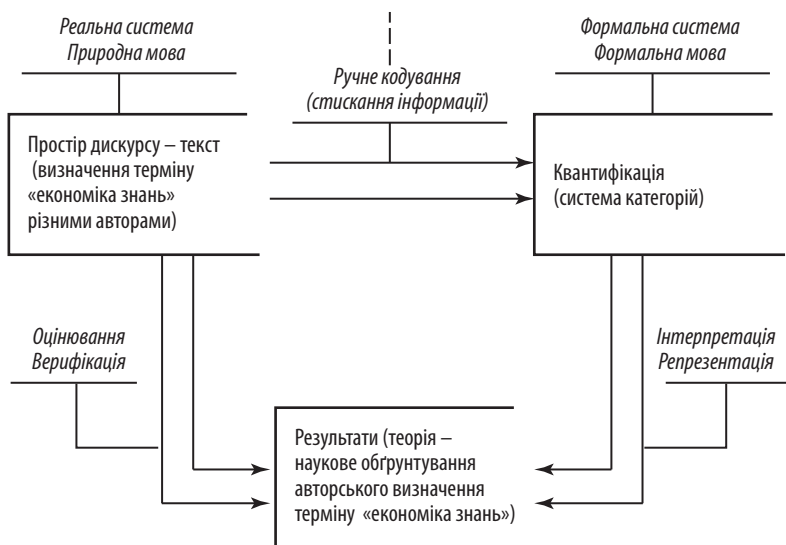 Реальна система
Природна мова
Формальна система
Формальна мова
Ручне кодування
(стискання інформації)
Простір дискурсу – текст
(визначення терміну
«економіка знань»
різними авторами)
Квантифікація
(система категорій)
Оцінювання
Верифікація
Інтерпретація
Репрезентація
Результати (теорія –
наукове обґрунтування
авторського визначення
терміну «економіка знань»)